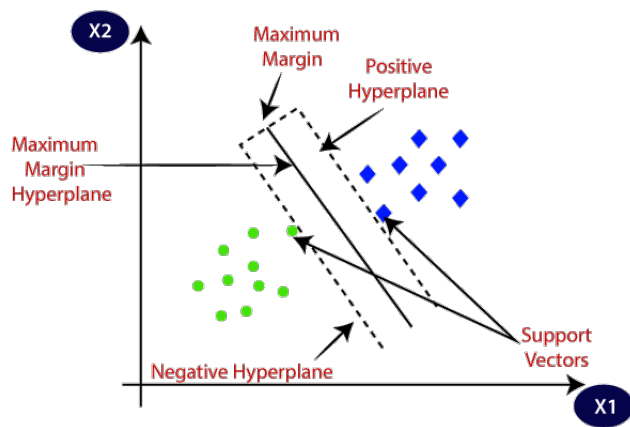 X2
Maximum
Margin
Positive
Hyperplane
Maximum
Margin
Hyperplane
Support
Vectors
Negative Hyperplane
X1